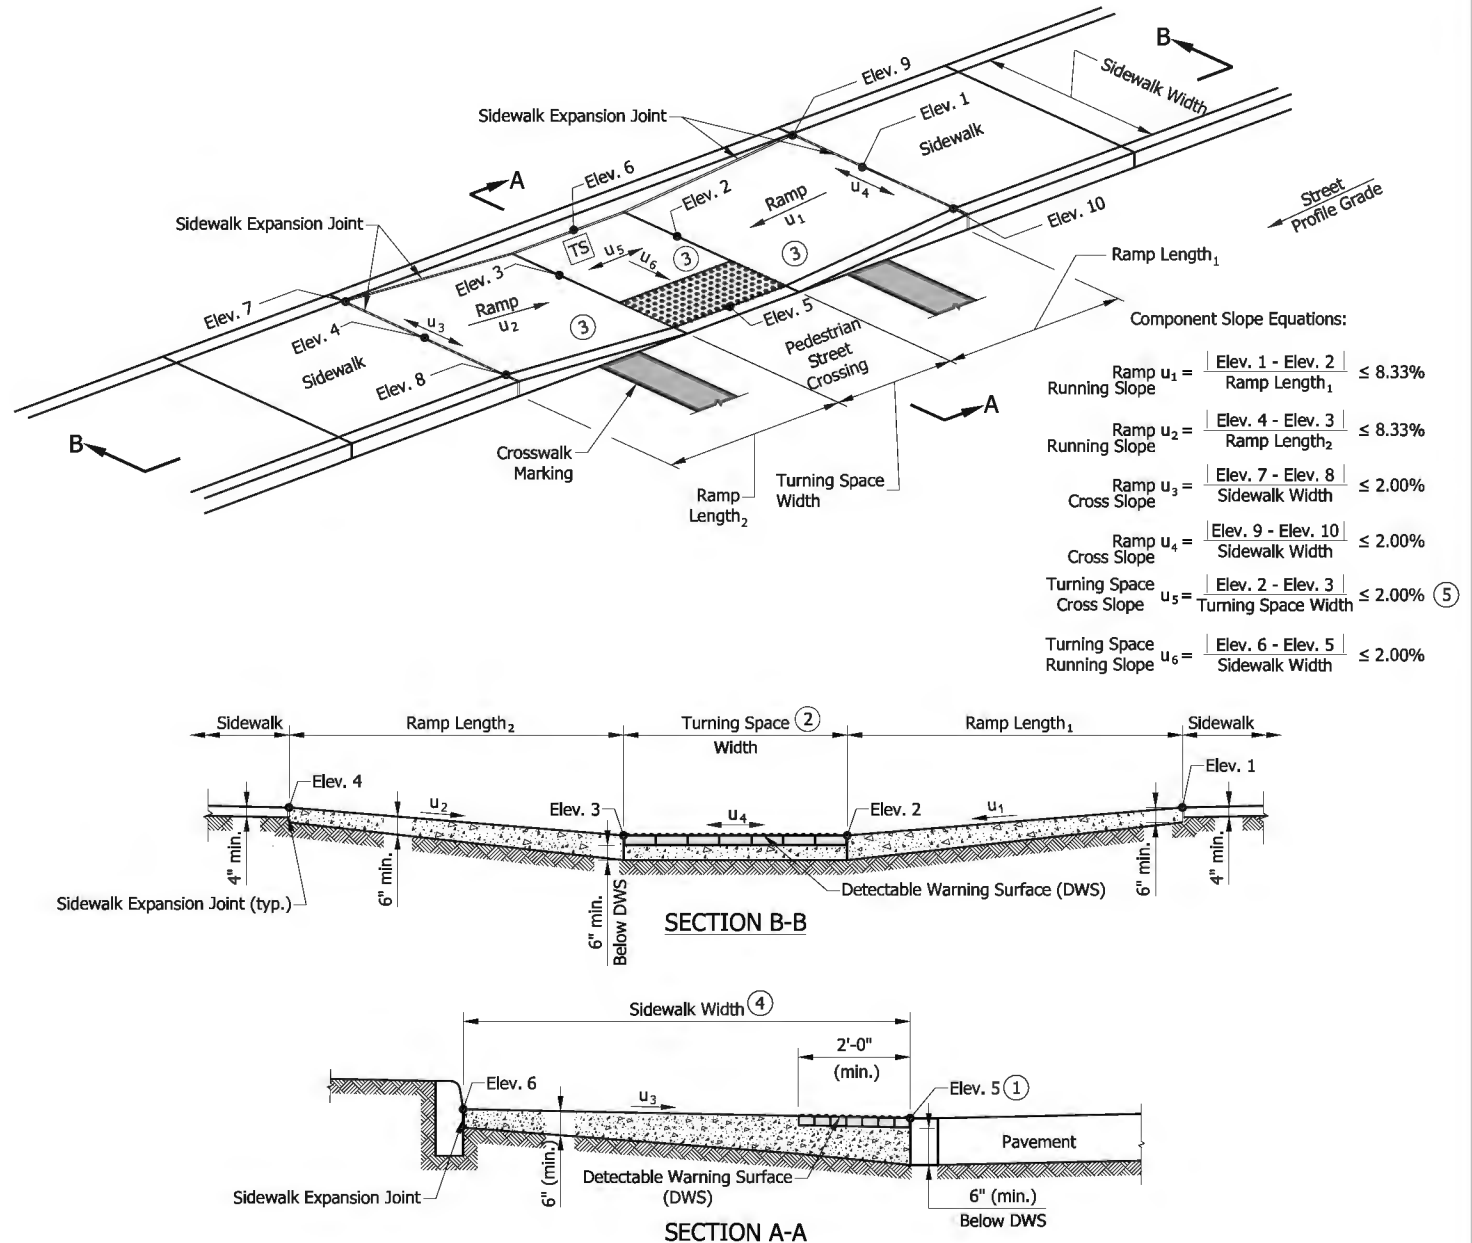 B
Elev. 9
Sidewalk Width
Elev. 1
Sidewalk Expansion Joint
Sidewalk
A
Elev. 6
u4
Elev. 2
Ramp
u1
Street
Profile Grade
Elev. 10
Sidewalk Expansion Joint
TS
u5
u6
3
3
Ramp Length1
Elev. 3
Elev. 7
Ramp
u2
3
Elev. 5
u3
Elev. 4
Pedestrian
Street
Crossing
Sidewalk
Elev. 8
A
B
Crosswalk
Marking
Ramp
Length2
Turning Space
Width
Component Slope Equations:
Ramp Running Slope u1 = | Elev. 1 - Elev. 2 | / Ramp Length1 ≤ 8.33%
Ramp Running Slope u2 = | Elev. 4 - Elev. 3 | / Ramp Length2 ≤ 8.33%
Ramp Cross Slope u3 = | Elev. 7 - Elev. 8 | / Sidewalk Width ≤ 2.00%
Ramp Cross Slope u4 = | Elev. 9 - Elev. 10 | / Sidewalk Width ≤ 2.00%
Turning Space Cross Slope u5 = | Elev. 2 - Elev. 3 | / Turning Space Width ≤ 2.00% 5
Turning Space Running Slope u6 = | Elev. 6 - Elev. 5 | / Sidewalk Width ≤ 2.00%
Sidewalk
Ramp Length2
Turning Space 2
Width
Ramp Length1
Sidewalk
Elev. 4
u2
Elev. 3
u4
Elev. 2
u1
Elev. 1
4" min.
6" min.
6" min.
Below DWS
6" min.
4" min.
Sidewalk Expansion Joint (typ.)
Detectable Warning Surface (DWS)
SECTION B-B
Sidewalk Width 4
2'-0"
(min.)
Elev. 6
u3
Elev. 5 1
Pavement
6" (min.)
Detectable Warning Surface
(DWS)
Sidewalk Expansion Joint
6" (min.)
Below DWS
SECTION A-A